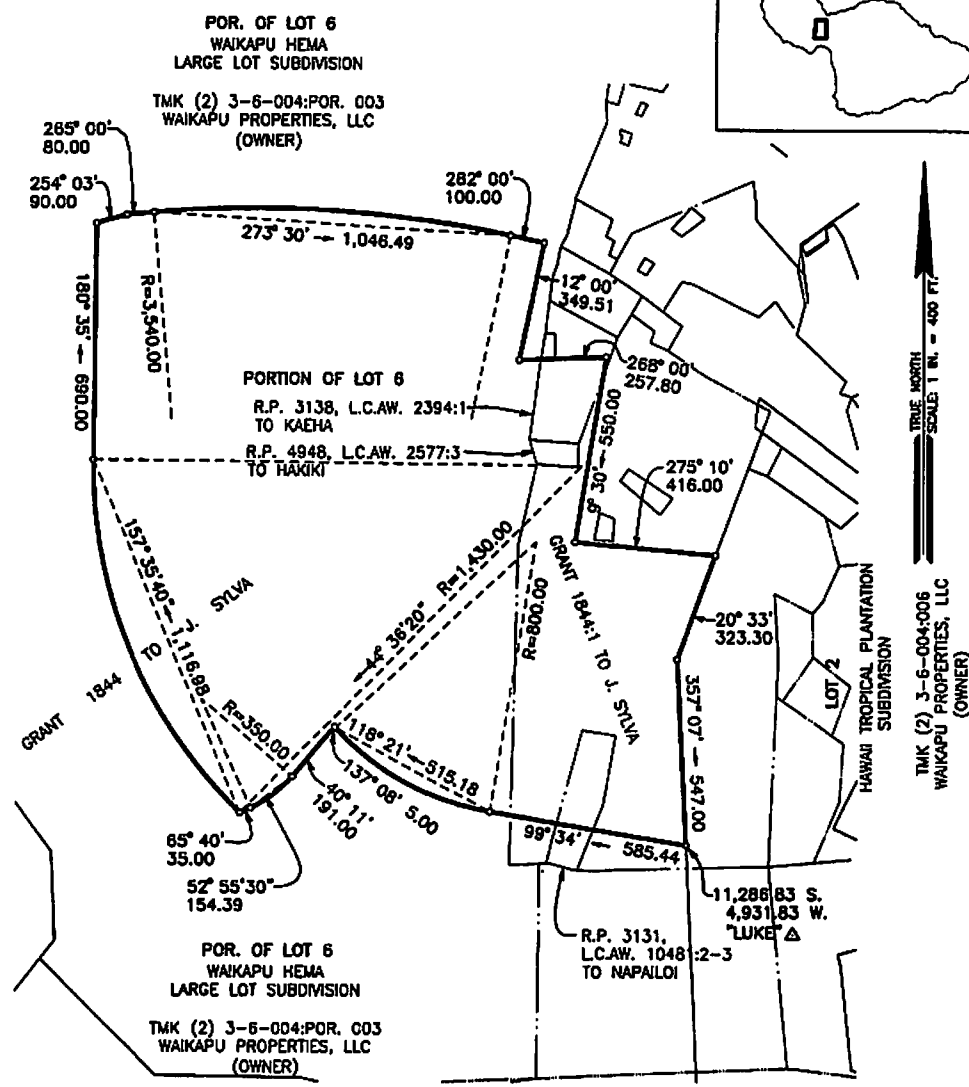 POR. OF LOT 6
WAIKAPU HEMA
LARGE LOT SUBDIVISION
TMK (2) 3-6-004:POR. 003
WAIKAPU PROPERTIES, LLC
(OWNER)
265° 00'
80.00
254° 03'
90.00
282° 00'
100.00
273° 30' → 1,046.49
12° 00'
349.51
180° 35' ← 690.00
R=3,540.00
268° 00'
257.80
PORTION OF LOT 6
R.P. 3138, L.C.AW. 2394:1
TO KAEHA
R.P. 4948, L.C.AW. 2577:3
TO HAKIKI
9° 30' ← 550.00
275° 10'
416.00
TRUE NORTH
SCALE: 1 IN. = 400 FT.
157° 35'40" ← 1,116.98
44° 36'20" R=1,430.00
R=800.00
GRANT 1844:1 TO J. SYLVA
GRANT 1844 TO J. SYLVA
20° 33'
323.30
357° 07' → 547.00
LOT 2
HAWAII TROPICAL PLANTATION
SUBDIVISION
TMK (2) 3-6-004:006
WAIKAPU PROPERTIES, LLC
(OWNER)
R=350.00
118° 21' ← 515.18
137° 08' 5.00
40° 11'
191.00
99° 34' ← 585.44
65° 40'
35.00
52° 55'30"
154.39
11,286.83 S.
4,931.83 W.
"LUKE"
R.P. 3131,
L.C.AW. 10481:2-3
TO NAPAILOI
POR. OF LOT 6
WAIKAPU HEMA
LARGE LOT SUBDIVISION
TMK (2) 3-6-004:POR. 003
WAIKAPU PROPERTIES, LLC
(OWNER)